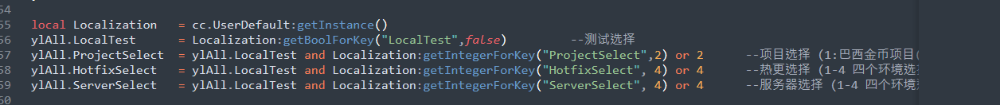 54
55 local Localization = cc.UserDefault:getInstance()
56 ylAll.LocalTest = Localization:getBoolForKey("LocalTest",false) --测试选择
57 ylAll.ProjectSelect = ylAll.LocalTest and Localization:getIntegerForKey("ProjectSelect",2) or 2 --项目选择 (1:巴西金币项目(
58 ylAll.HotfixSelect = ylAll.LocalTest and Localization:getIntegerForKey("HotfixSelect", 4) or 4 --热更选择 (1-4 四个环境选
59 ylAll.ServerSelect = ylAll.LocalTest and Localization:getIntegerForKey("ServerSelect", 4) or 4 --服务器选择 (1-4 四个环境
60